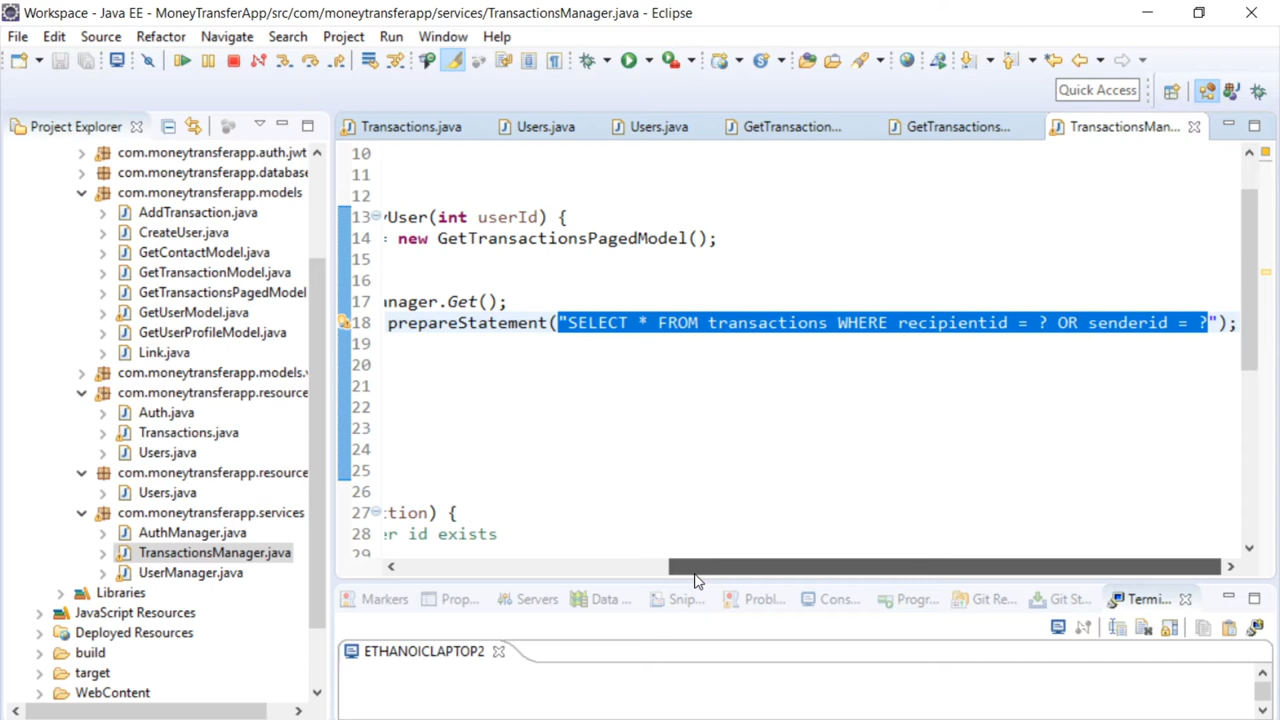 Workspace - Java EE - MoneyTransferApp/src/com/moneytransferapp/services/TransactionsManager.java - Eclipse
File Edit Source Refactor Navigate Search Project Run Window Help
Quick Access
Project Explorer
Transactions.java Users.java Users.java GetTransaction... GetTransactions... TransactionsMan...
com.moneytransferapp.auth.jwt
com.moneytransferapp.database
com.moneytransferapp.models
AddTransaction.java
CreateUser.java
GetContactModel.java
GetTransactionModel.java
GetTransactionsPagedModel
GetUserModel.java
GetUserProfileModel.java
Link.java
com.moneytransferapp.models.
com.moneytransferapp.resource
Auth.java
Transactions.java
Users.java
com.moneytransferapp.resource
Users.java
com.moneytransferapp.services
AuthManager.java
TransactionsManager.java
UserManager.java
Libraries
JavaScript Resources
Deployed Resources
build
target
WebContent
10
11
12
13 yUser(int userId) {
14 = new GetTransactionsPagedModel();
15
16
17 anager.Get();
18 prepareStatement("SELECT * FROM transactions WHERE recipientid = ? OR senderid = ?");
19
20
21
22
23
24
25
26
27 tion) {
28 er id exists
29
Markers Prop... Servers Data ... Snip... Probl... Cons... Progr... Git Re... Git St... Termi...
ETHANOICLAPTOP2